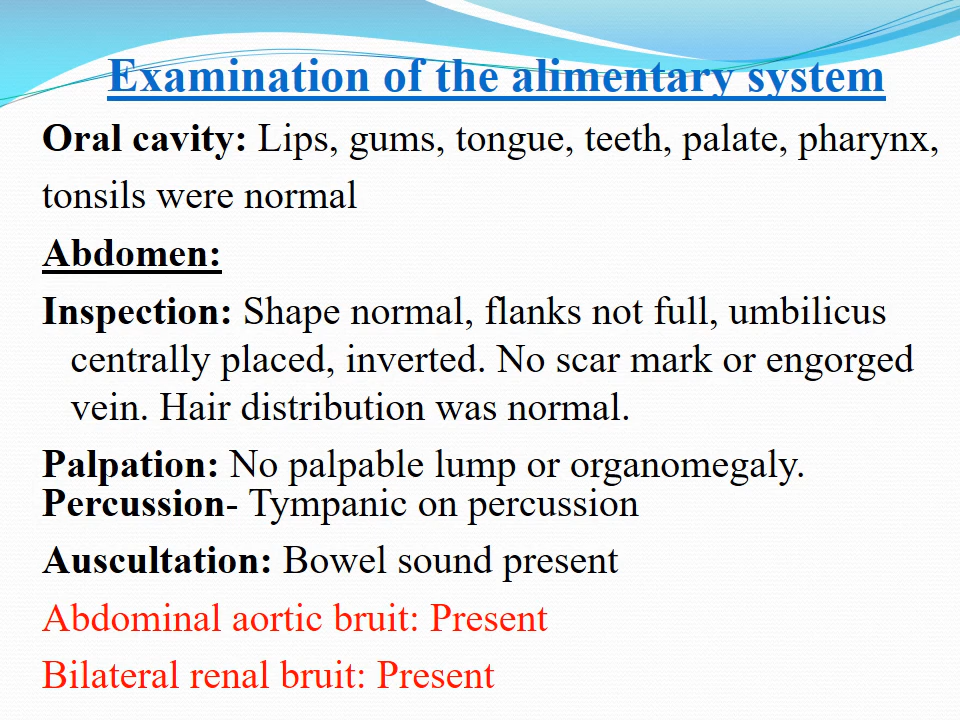 Examination of the alimentary system
Oral cavity: Lips, gums, tongue, teeth, palate, pharynx,
tonsils were normal
Abdomen:
Inspection: Shape normal, flanks not full, umbilicus
centrally placed, inverted. No scar mark or engorged
vein. Hair distribution was normal.
Palpation: No palpable lump or organomegaly.
Percussion- Tympanic on percussion
Auscultation: Bowel sound present
Abdominal aortic bruit: Present
Bilateral renal bruit: Present